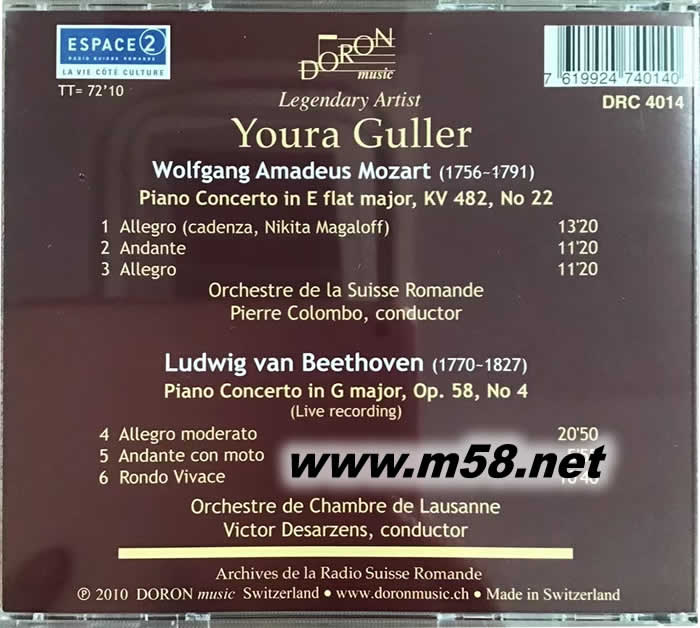 ESPACE 2
RADIO SUISSE ROMANDE
LA VIE CÔTÉ CULTURE
TT= 72'10
DORON
music
7 619924 740140
DRC 4014
Legendary Artist
Youra Guller
Wolfgang Amadeus Mozart (1756-1791)
Piano Concerto in E flat major, KV 482, No 22
1 Allegro (cadenza, Nikita Magaloff) 13'20
2 Andante 11'20
3 Allegro 11'20
Orchestre de la Suisse Romande
Pierre Colombo, conductor
Ludwig van Beethoven (1770-1827)
Piano Concerto in G major, Op. 58, No 4
(Live recording)
4 Allegro moderato 20'50
5 Andante con moto
6 Rondo Vivace
www.m58.net
Orchestre de Chambre de Lausanne
Victor Desarzens, conductor
Archives de la Radio Suisse Romande
℗ 2010 DORON music Switzerland • www.doronmusic.ch • Made in Switzerland